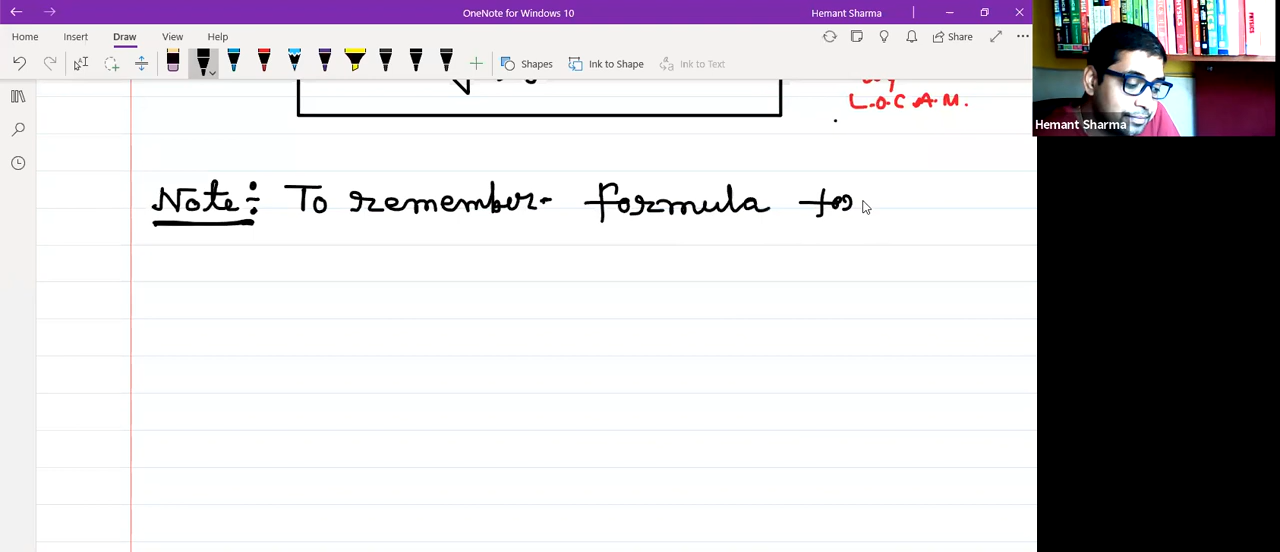 OneNote for Windows 10
Hemant Sharma
Home Insert Draw View Help
Share
Shapes Ink to Shape Ink to Text
L.O.C.A.M.
Hemant Sharma
Note: To remember formula for
PHYSICS